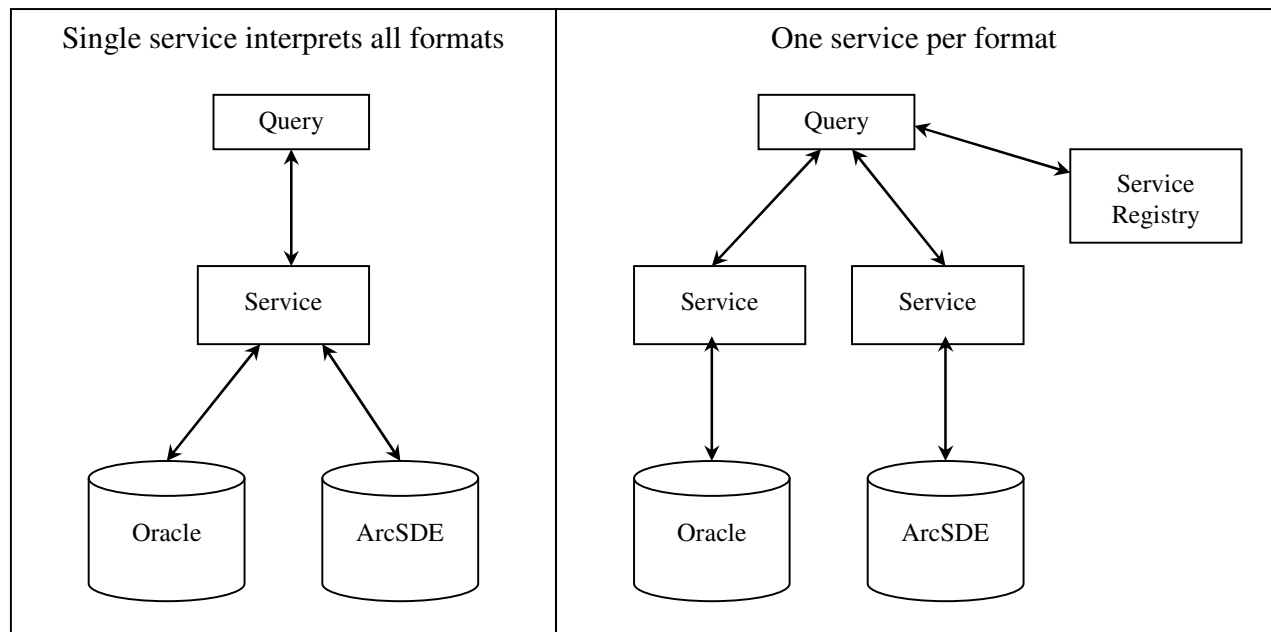 Single service interprets all formats
Query
Service
Oracle
ArcSDE
One service per format
Query
Service
Registry
Service
Service
Oracle
ArcSDE